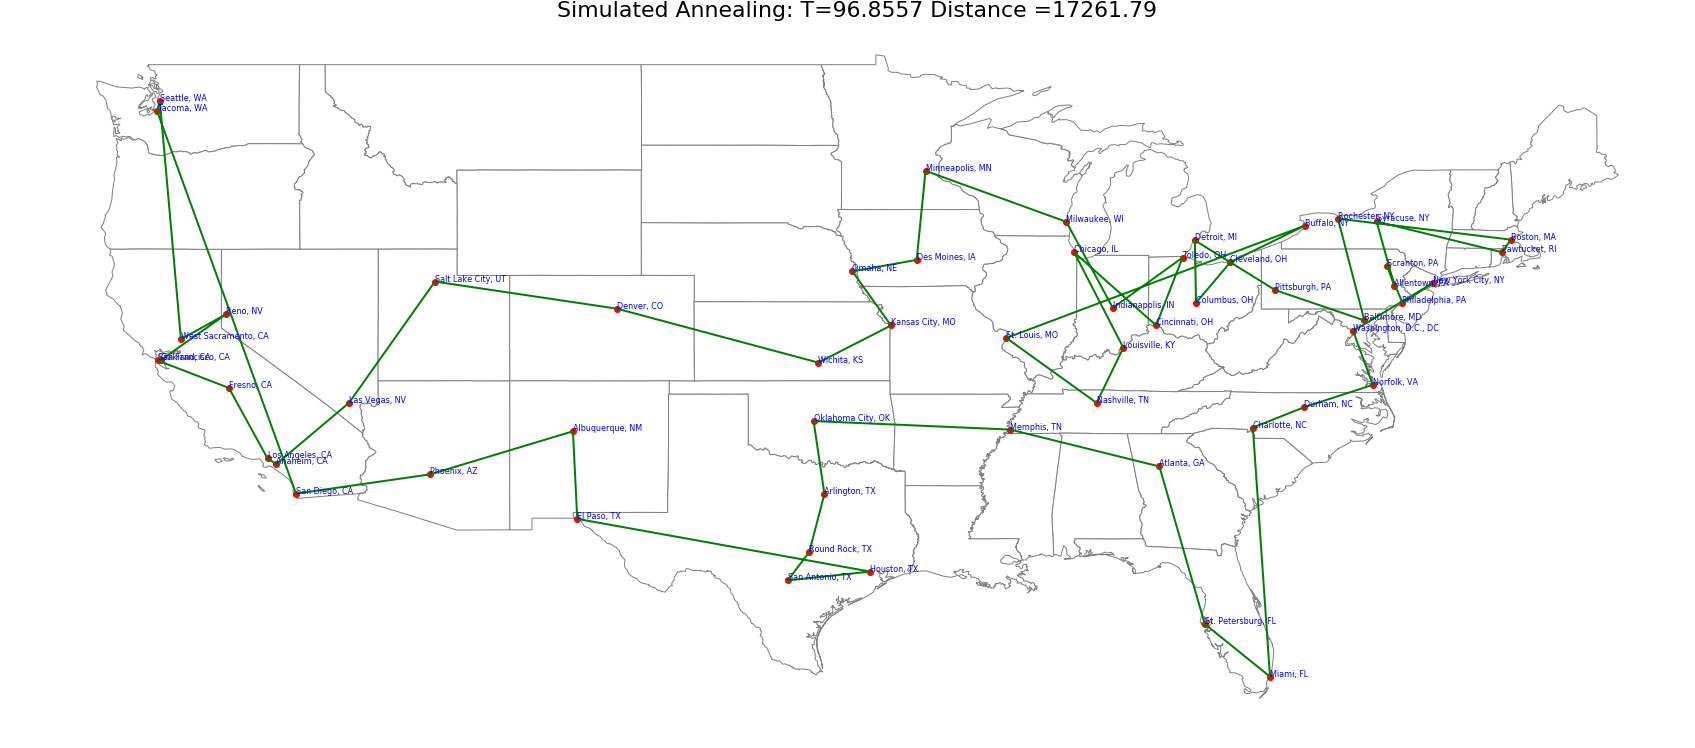 Simulated Annealing: T=96.8557 Distance =17261.79
Seattle, WA
Tacoma, WA
Minneapolis, MN
Milwaukee, WI
Rochester, NY
Syracuse, NY
Buffalo, NY
Detroit, MI
Boston, MA
Pawtucket, RI
Chicago, IL
Toledo, OH
Cleveland, OH
Des Moines, IA
Omaha, NE
Scranton, PA
Salt Lake City, UT
New York City, NY
Allentown, PA
Pittsburgh, PA
Columbus, OH
Philadelphia, PA
Denver, CO
Indianapolis, IN
Reno, NV
Baltimore, MD
Kansas City, MO
Cincinnati, OH
Washington, D.C., DC
West Sacramento, CA
St. Louis, MO
Louisville, KY
San Francisco, CA
Wichita, KS
Fresno, CA
Norfolk, VA
Las Vegas, NV
Nashville, TN
Durham, NC
Oklahoma City, OK
Charlotte, NC
Albuquerque, NM
Memphis, TN
Los Angeles, CA
Anaheim, CA
Atlanta, GA
Phoenix, AZ
San Diego, CA
Arlington, TX
El Paso, TX
Round Rock, TX
Houston, TX
San Antonio, TX
St. Petersburg, FL
Miami, FL